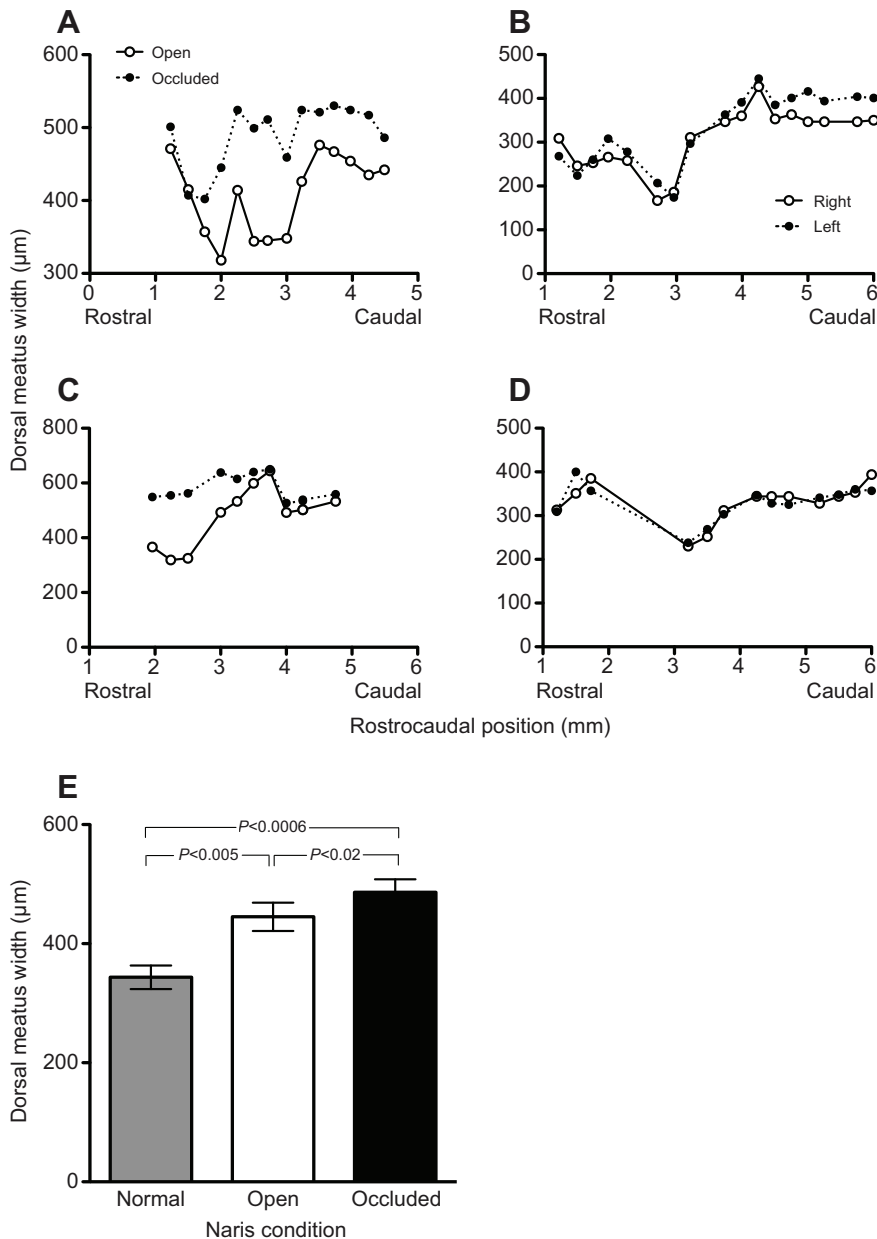 A
B
600
500
400
300
0
1
2
3
4
5
Rostral
Caudal
Open
Occluded
500
400
300
200
100
0
1
2
3
4
5
6
Rostral
Caudal
Right
Left
Dorsal meatus width (µm)
C
D
800
600
400
200
0
1
2
3
4
5
6
Rostral
Caudal
500
400
300
200
100
0
1
2
3
4
5
6
Rostral
Caudal
Rostrocaudal position (mm)
E
600
400
200
0
Dorsal meatus width (µm)
P<0.0006
P<0.005
P<0.02
Normal
Open
Occluded
Naris condition